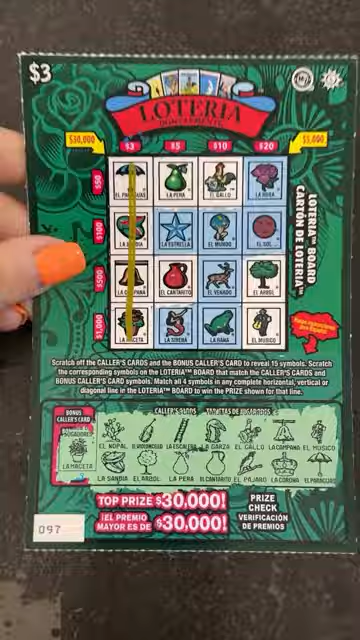 $3
LOTERIA
$30,000
$3
$5
$10
$20
$5,000
$50
EL PARAGUAS
LA PERA
EL GALLO
LA ROSA
$100
LA SANDIA
LA ESTRELLA
EL MUNDO
EL SOL
$500
LA CAMPANA
EL CANTARITO
EL VENADO
EL ARBOL
$1,000
LA MACETA
LA SIRENA
LA RANA
EL MUSICO
LOTERIA™ BOARD
CARTÓN DE LOTERIA™
Scratch off the CALLER'S CARDS and the BONUS CALLER'S CARD to reveal 15 symbols. Scratch
the corresponding symbols on the LOTERIA™ BOARD that match the CALLER'S CARDS and
BONUS CALLER'S CARD symbols. Match all 4 symbols in any complete horizontal, vertical or
diagonal line in the LOTERIA™ BOARD to win the PRIZE shown for that line.
BONUS
CALLER'S CARD
LA MACETA
CALLER'S CARDS
TARJETAS DE JUGADORES
EL NOPAL
LA ESCALERA
LA GARZA
EL GALLO
LA CAMPANA
EL MUSICO
LA SANDIA
EL ARBOL
LA PERA
EL CANTARITO
EL PAJARO
LA CORONA
EL PARAGUAS
TOP PRIZE $30,000!
¡EL PREMIO
MAYOR ES DE $30,000!
PRIZE
CHECK
VERIFICACIÓN
DE PREMIOS
097